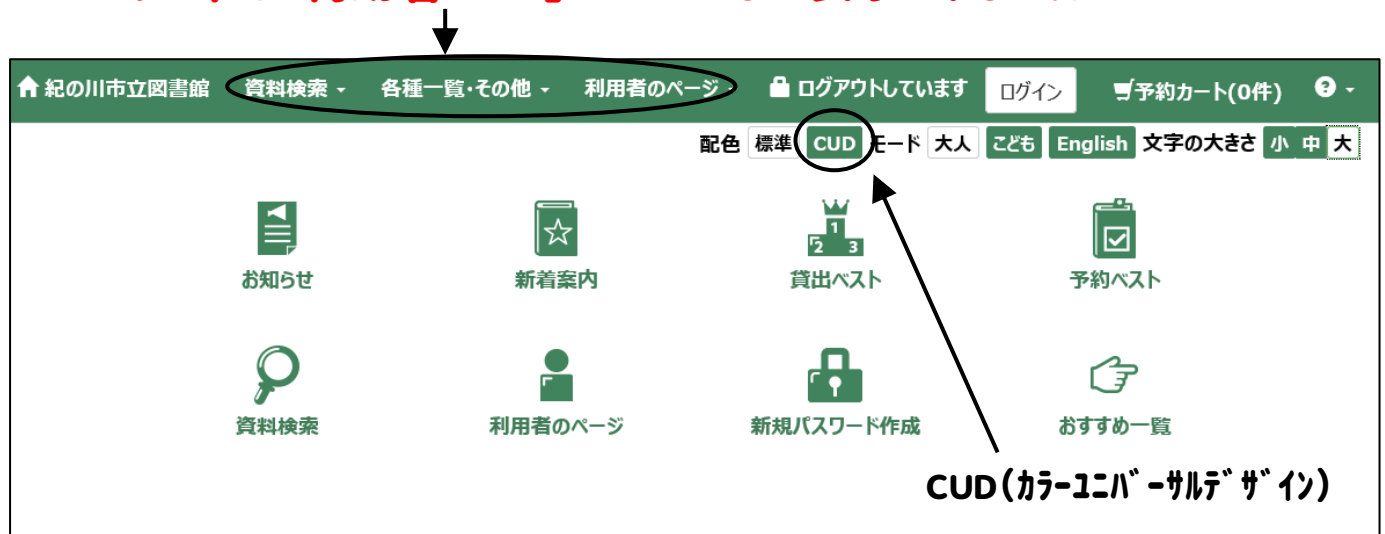 紀の川市立図書館 資料検索 各種一覧・その他 利用者のページ ログアウトしています ログイン 予約カート(0件) ?
配色 標準 CUD モード 大人 こども English 文字の大きさ 小 中 大
1
2 3
お知らせ 新着案内 貸出ベスト 予約ベスト
資料検索 利用者のページ 新規パスワード作成 おすすめ一覧
CUD(ｶﾗｰﾕﾆﾊﾞｰｻﾙﾃﾞｻﾞｲﾝ)